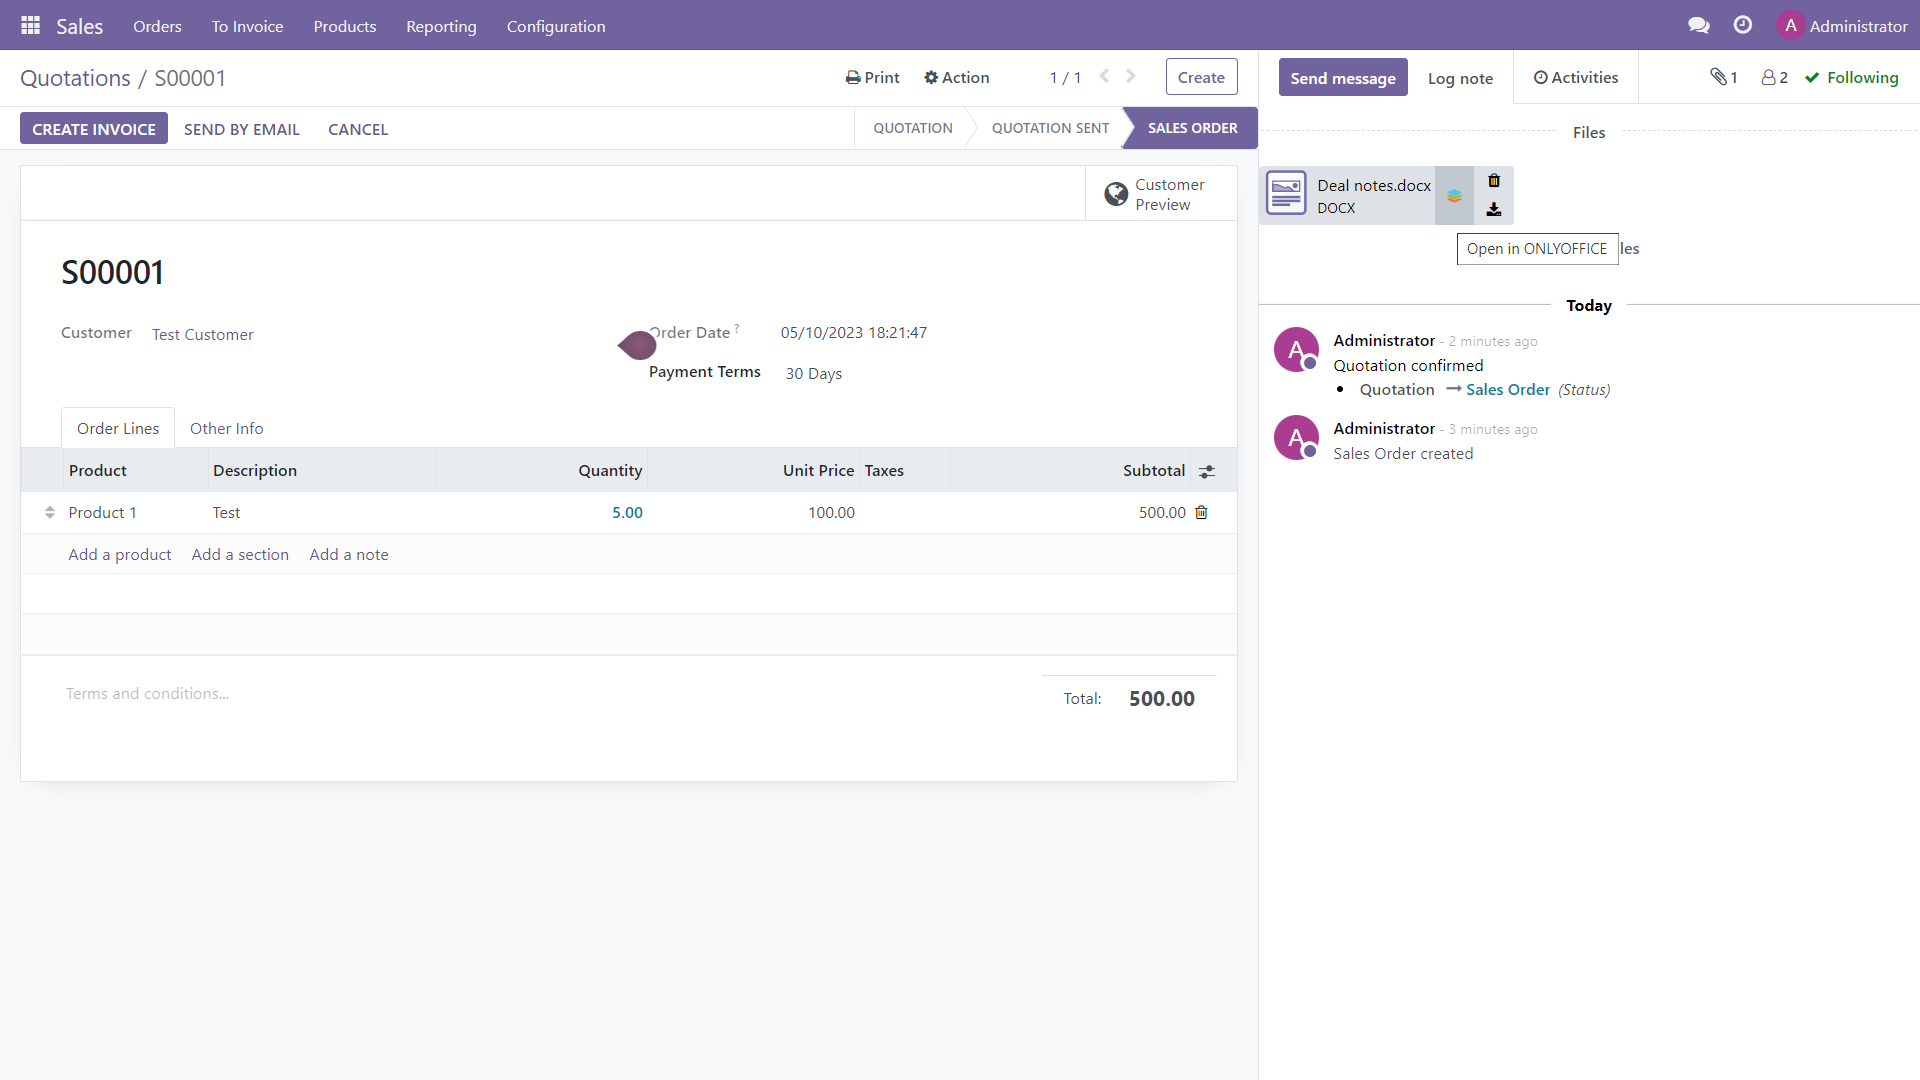 Sales Orders To Invoice Products Reporting Configuration
A Administrator
Quotations / S00001
Print Action 1 / 1 Create
Send message Log note Activities 1 2 Following
CREATE INVOICE SEND BY EMAIL CANCEL
QUOTATION QUOTATION SENT SALES ORDER
Files
Customer
Preview
Deal notes.docx
DOCX
Open in ONLYOFFICE les
S00001
Customer Test Customer
Order Date ? 05/10/2023 18:21:47
Payment Terms 30 Days
Today
A Administrator - 2 minutes ago
Quotation confirmed
• Quotation → Sales Order (Status)
A Administrator - 3 minutes ago
Sales Order created
Order Lines Other Info
Product Description Quantity Unit Price Taxes Subtotal
Product 1 Test 5.00 100.00 500.00
Add a product Add a section Add a note
Terms and conditions...
Total: 500.00